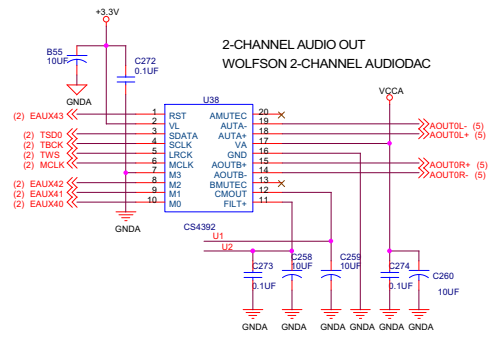 +3.3V
2-CHANNEL AUDIO OUT
WOLFSON 2-CHANNEL AUDIODAC
B55
10UF
C272
0.1UF
GNDA
VCCA
U38
(2) EAUX43 1 RST AMUTEC 20
2 VL AUTA- 19 AOUT0L- (5)
(2) TSD0 3 SDATA AUTA+ 18 AOUT0L+ (5)
(2) TBCK 4 SCLK VA 17
(2) TWS 5 LRCK GND 16
(2) MCLK 6 MCLK AOUTB+ 15 AOUT0R+ (5)
7 M3 AOUTB- 14 AOUT0R- (5)
(2) EAUX42 8 M2 BMUTEC 13
(2) EAUX41 9 M1 CMOUT 12
(2) EAUX40 10 M0 FILT+ 11
GNDA
CS4392
U1
U2
C273
0.1UF
C258
10UF
C259
10UF
C274
0.1UF
C260
10UF
GNDA GNDA GNDA GNDA GNDA GNDA